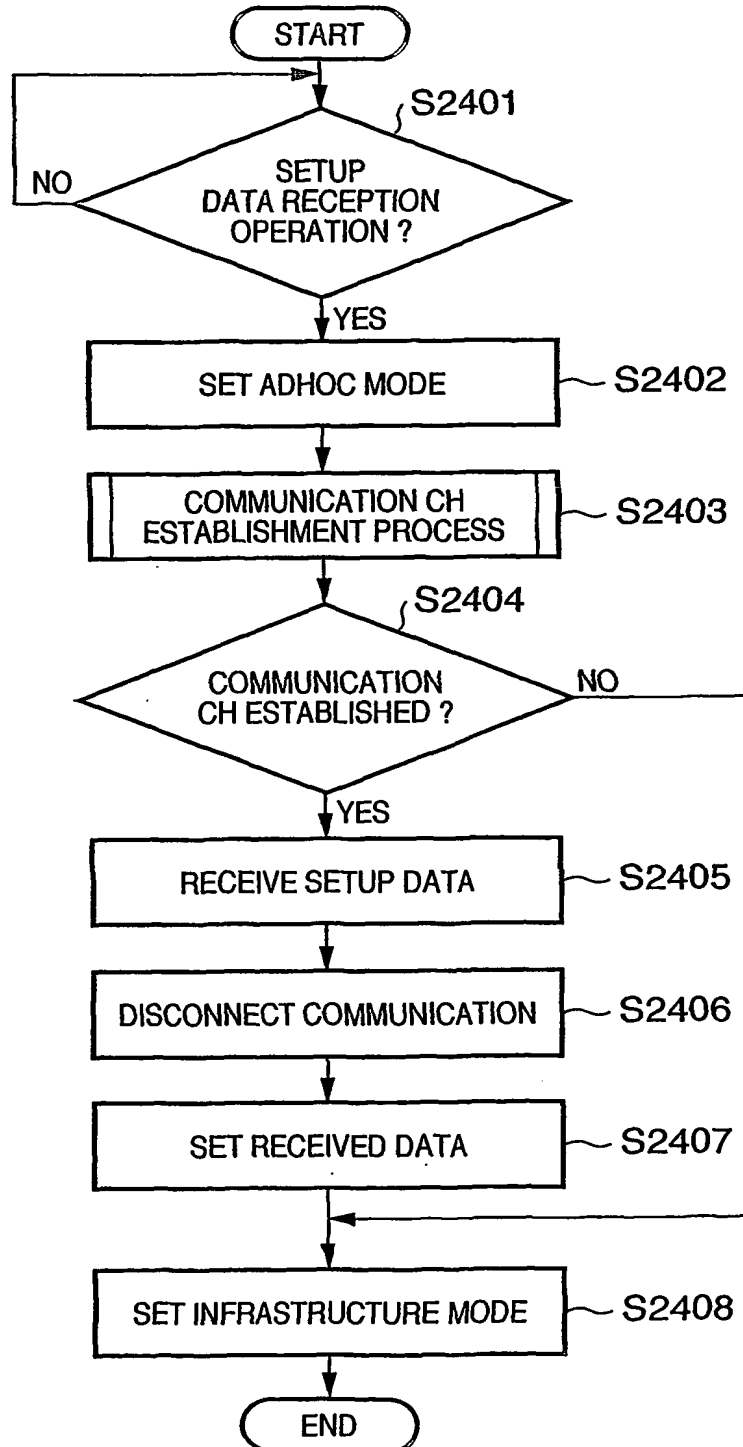 START
S2401
SETUP
DATA RECEPTION
OPERATION ?
NO
YES
SET ADHOC MODE
S2402
COMMUNICATION CH
ESTABLISHMENT PROCESS
S2403
S2404
COMMUNICATION
CH ESTABLISHED ?
NO
YES
RECEIVE SETUP DATA
S2405
DISCONNECT COMMUNICATION
S2406
SET RECEIVED DATA
S2407
SET INFRASTRUCTURE MODE
S2408
END